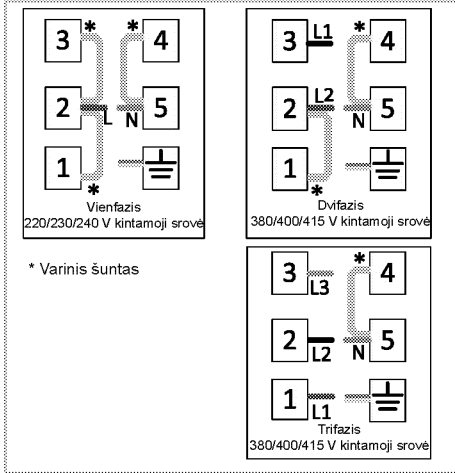 3 * * 4
2 L N 5
1 *
Vienfazis
220/230/240 V kintamoji srovė
3 L1 * 4
2 L2 N 5
1 *
Dvifazis
380/400/415 V kintamoji srovė
* Varinis šuntas
3 L3 * 4
2 L2 N 5
1 L1
Trifazis
380/400/415 V kintamoji srovė